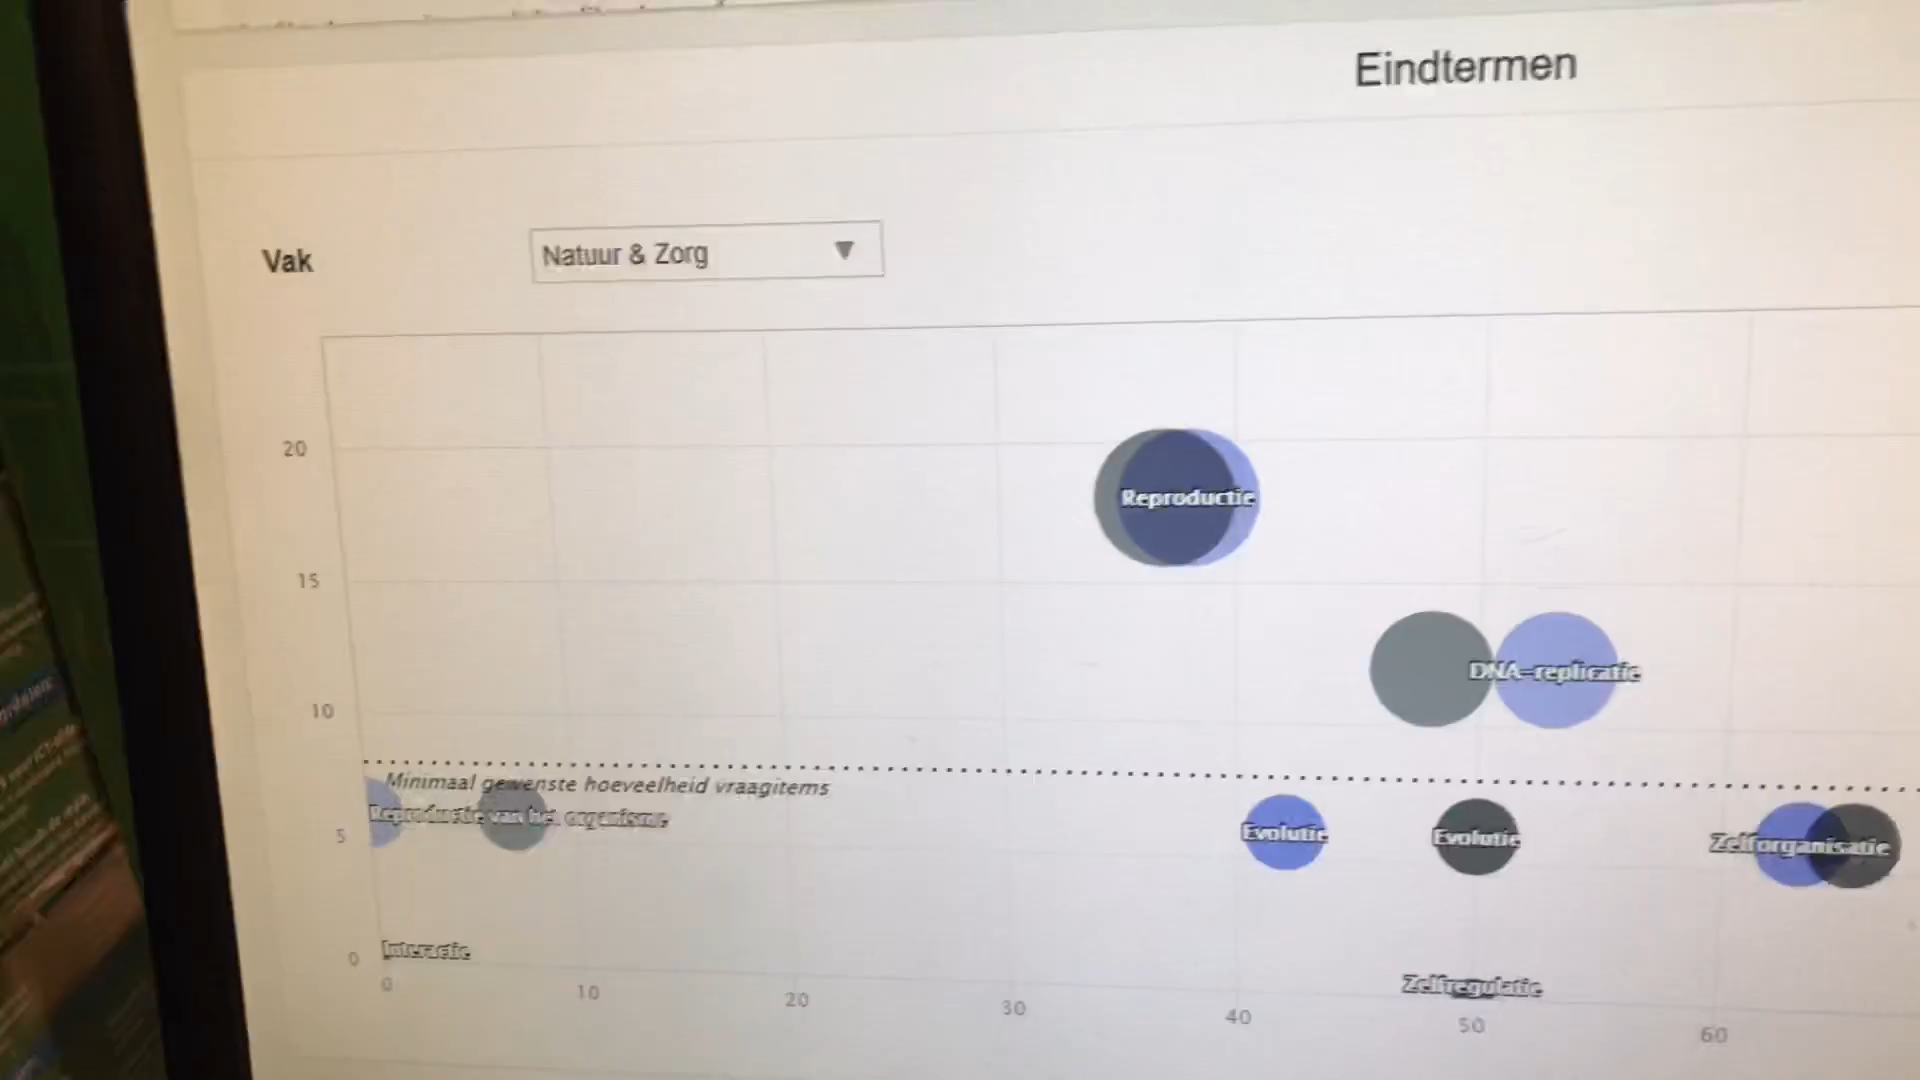 Eindtermen
Vak
Natuur & Zorg
20
Reproductie
15
DNA-replicatie
10
Minimaal gewenste hoeveelheid vraagitems
Reproductie van het organisme
5
Evolutie
Evolutie
Zelforganisatie
0
Interactie
Zelfregulatie
0
10
20
30
40
50
60